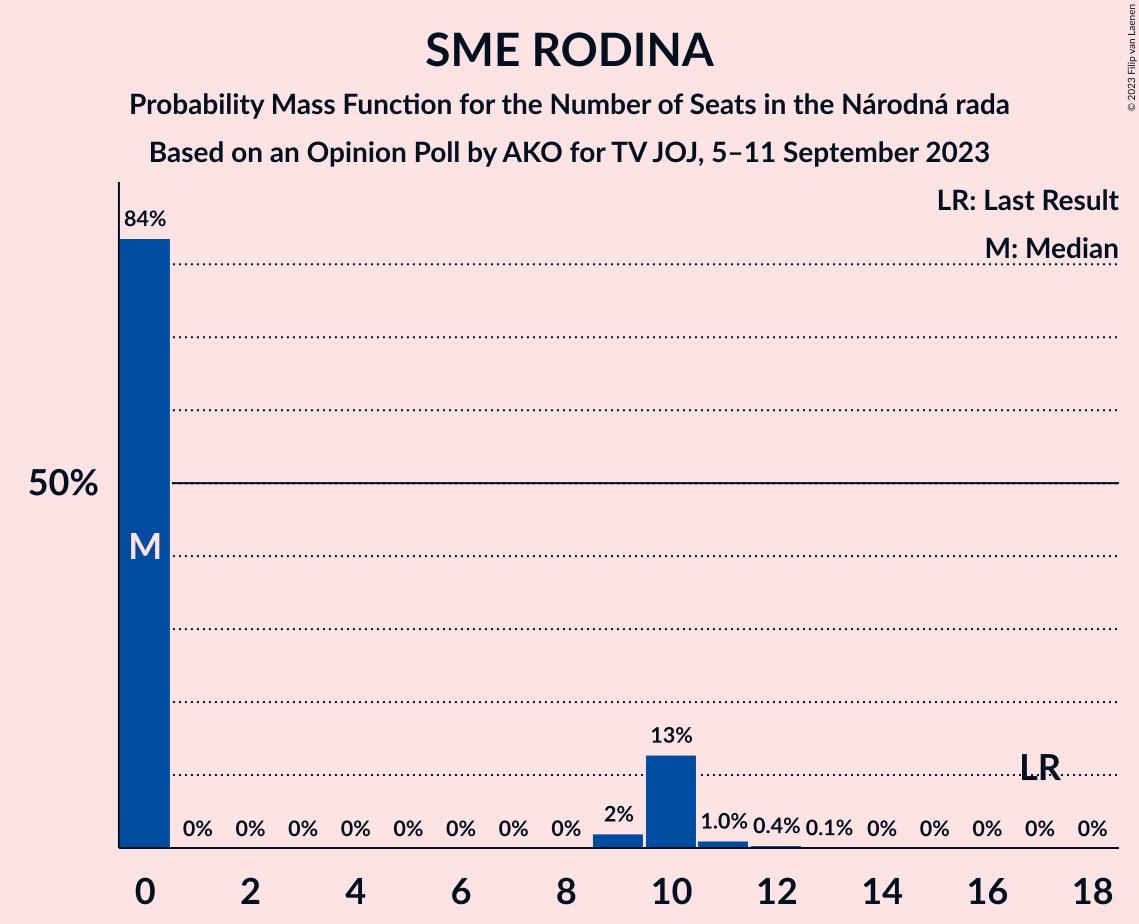 SME RODINA
Probability Mass Function for the Number of Seats in the Národná rada
Based on an Opinion Poll by AKO for TV JOJ, 5–11 September 2023
© 2023 Filip van Laenen
LR: Last Result
M: Median
84%
50%
M
0% 0% 0% 0% 0% 0% 0% 0% 2% 13% 1.0% 0.4% 0.1% 0% 0% 0% 0% 0%
LR
0 2 4 6 8 10 12 14 16 18